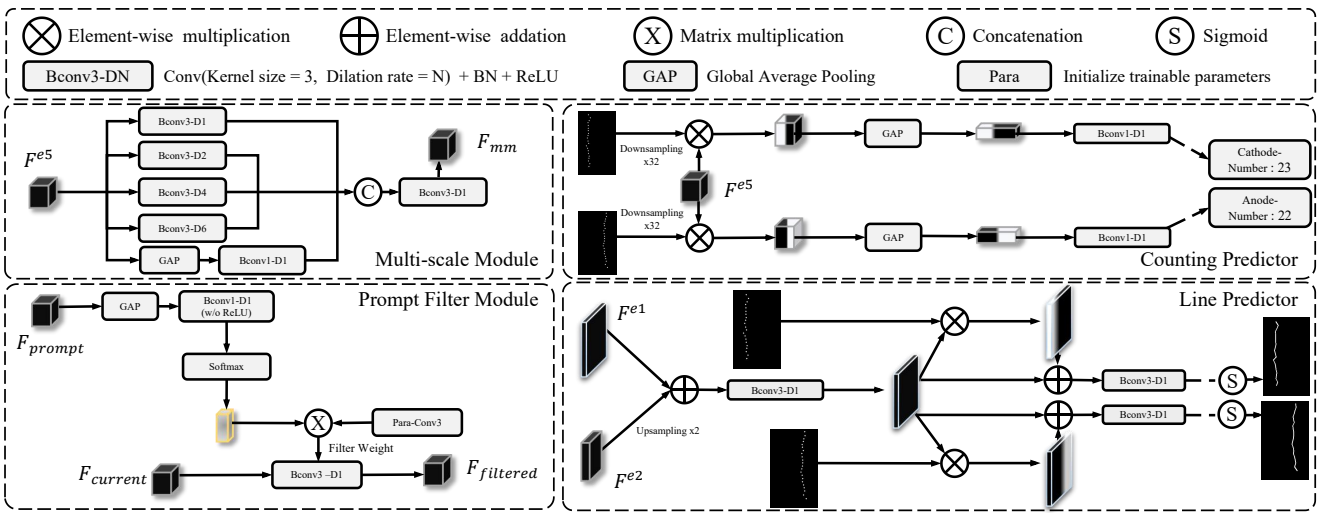 Element-wise multiplication
Element-wise addation
X Matrix multiplication
C Concatenation
S Sigmoid
Bconv3-DN Conv(Kernel size = 3, Dilation rate = N) + BN + ReLU
GAP Global Average Pooling
Para Initialize trainable parameters
F^{e5}
Bconv3-D1
Bconv3-D2
Bconv3-D4
Bconv3-D6
GAP
Bconv1-D1
C
Bconv3-D1
F_{mm}
Multi-scale Module
Downsampling
x32
F^{e5}
Downsampling
x32
GAP
Bconv1-D1
Cathode-
Number : 23
GAP
Bconv1-D1
Anode-
Number : 22
Counting Predictor
Prompt Filter Module
F_{prompt}
GAP
Bconv1-D1
(w/o ReLU)
Softmax
X
Para-Conv3
Filter Weight
F_{current}
Bconv3 –D1
F_{filtered}
Line Predictor
F^{e1}
F^{e2}
Upsampling x2
Bconv3-D1
Bconv3-D1
S
Bconv3-D1
S